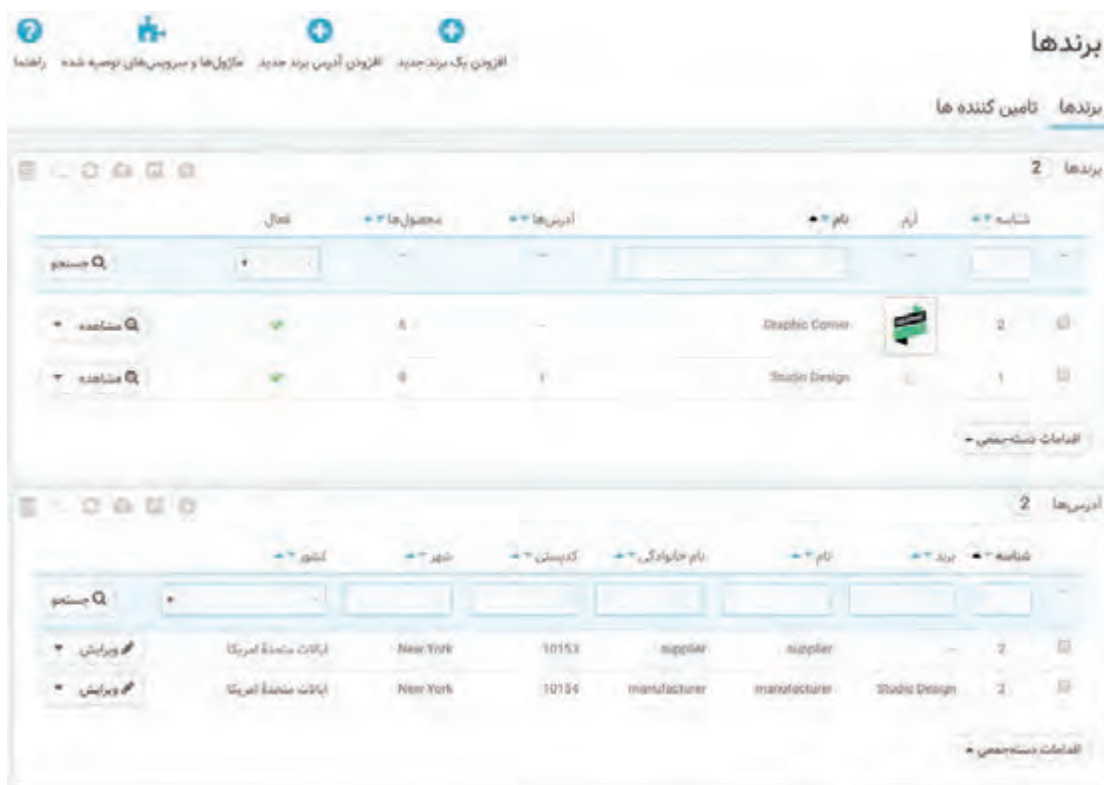 برندها
افزودن یک برند جدید افزودن آدرس برند جدید ماژول‌ها و سرویس‌های توصیه شده راهنما
برندها تامین کننده ها
برندها 2
شناسه آرم نام آدرس‌ها محصول‌ها فعال
-- -- -- -- جستجو
2 Graphic Corner -- مشاهده
1 Studio Design 1 مشاهده
اقدامات دسته‌جمعی
آدرس‌ها 2
شناسه برند نام نام خانوادگی کدپستی شهر کشور
-- جستجو
2 -- supplier supplier 10153 New York ایالات متحدهٔ امریکا ویرایش
Studio Design manufacturer manufacturer 10154 New York ایالات متحدهٔ امریکا ویرایش
اقدامات دسته‌جمعی